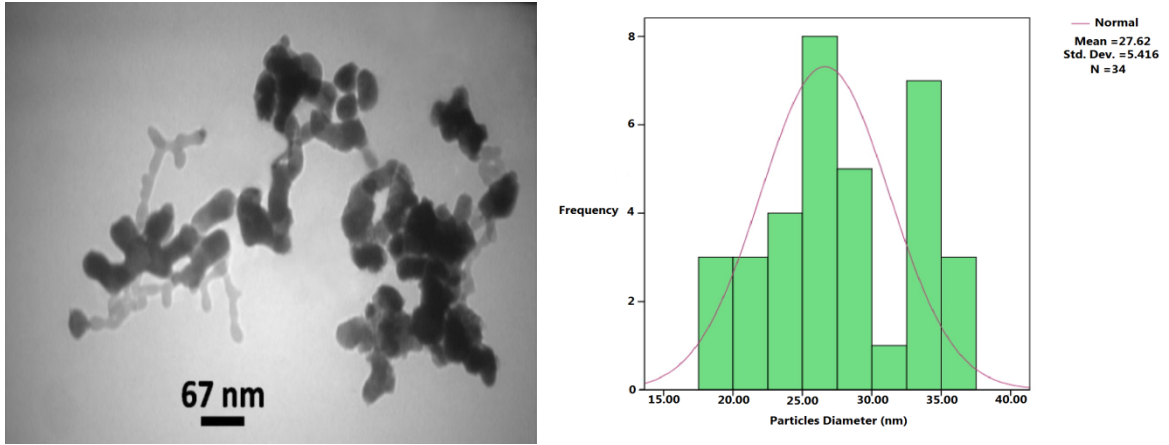 67 nm
Normal
Mean =27.62
Std. Dev. =5.416
N =34
8
6
4
2
0
Frequency
15.00 20.00 25.00 30.00 35.00 40.00
Particles Diameter (nm)